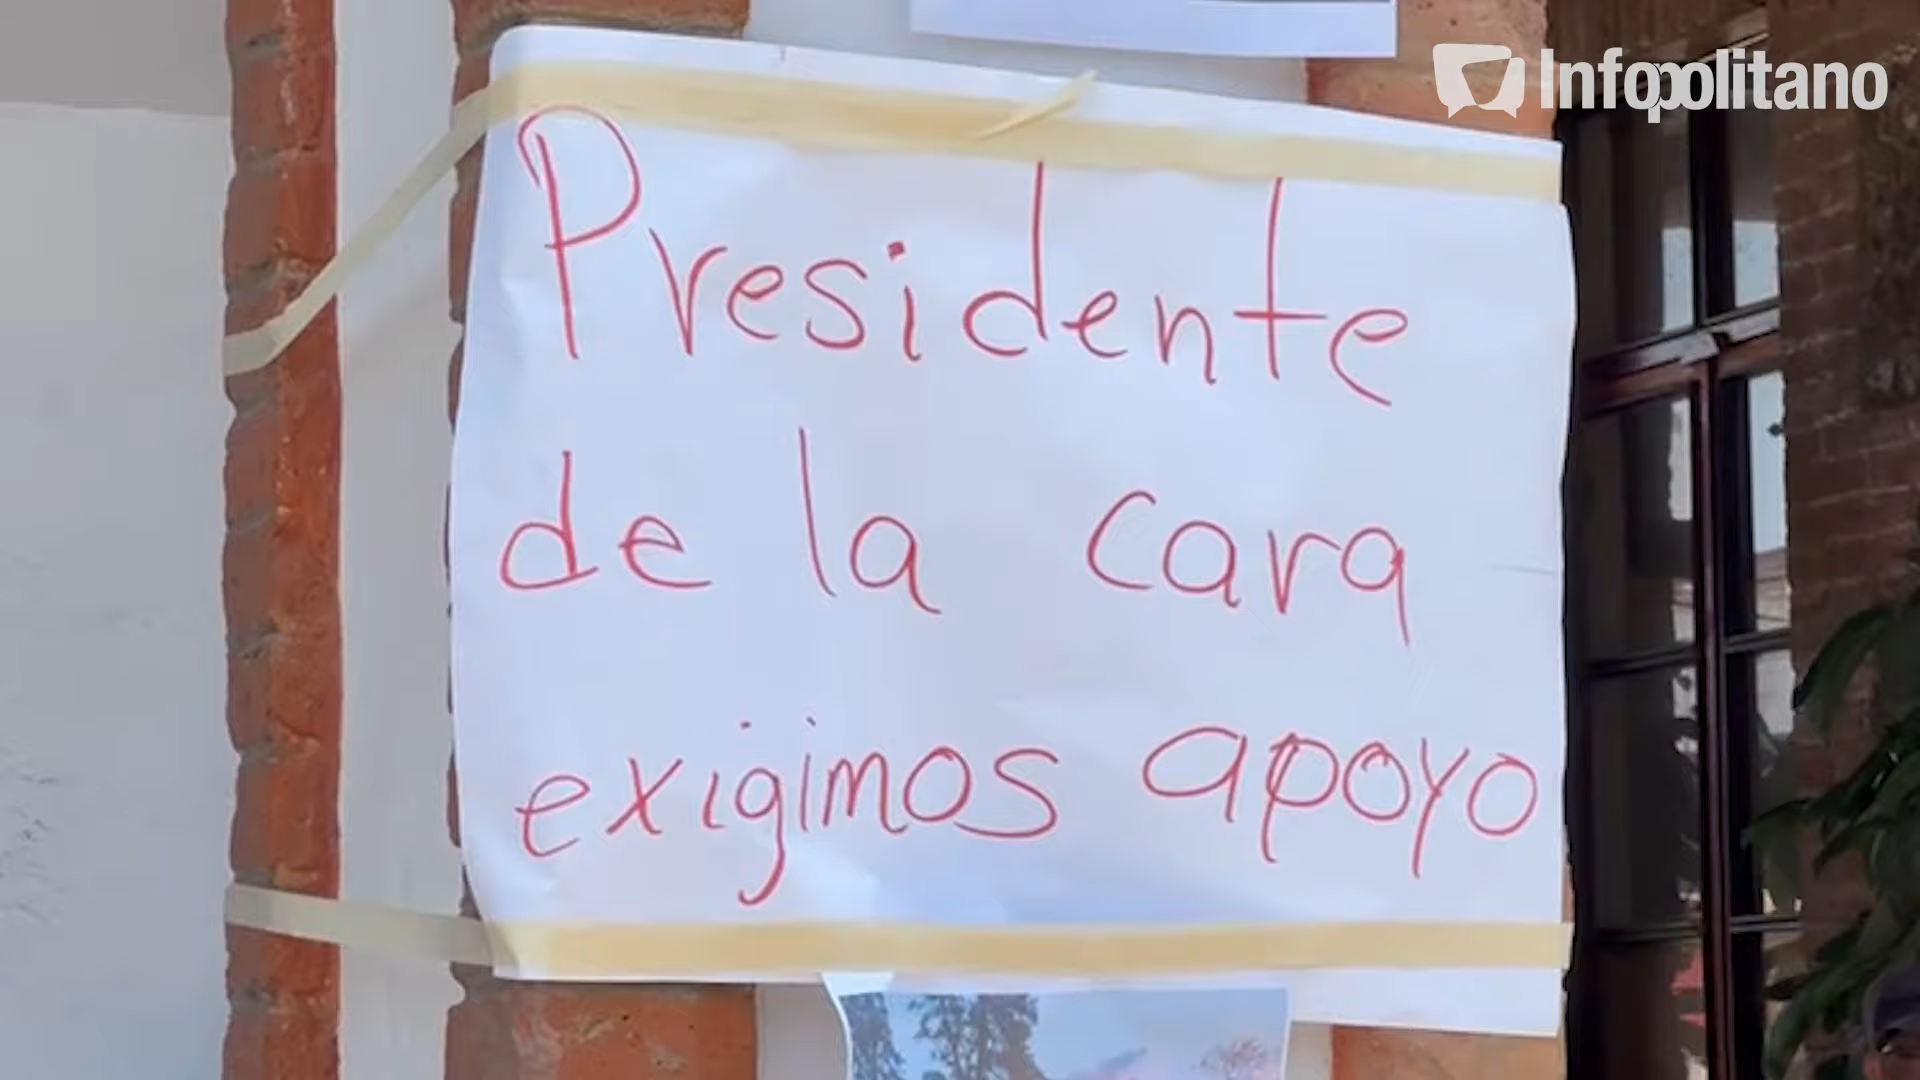 Infopolitano
Presidente
de la cara
exigimos apoyo